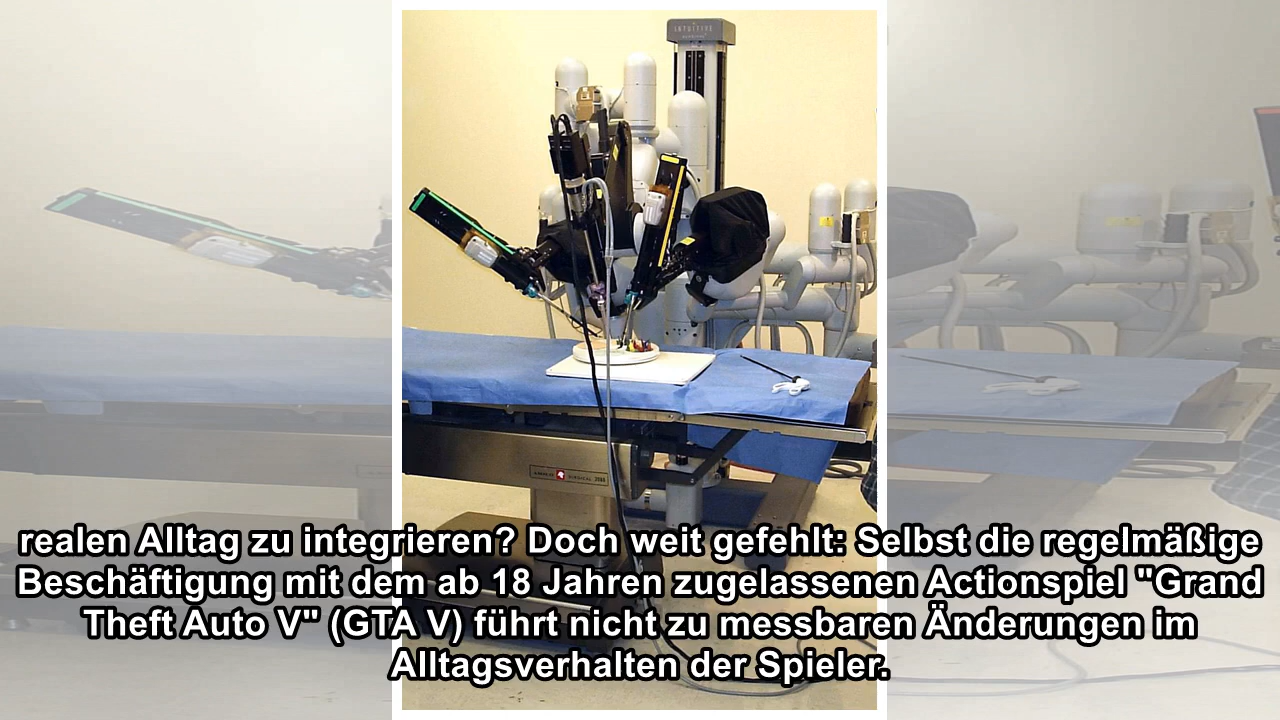 INTUITIVE
realen Alltag zu integrieren? Doch weit gefehlt: Selbst die regelmäßige
Beschäftigung mit dem ab 18 Jahren zugelassenen Actionspiel "Grand
Theft Auto V" (GTA V) führt nicht zu messbaren Änderungen im
Alltagsverhalten der Spieler.